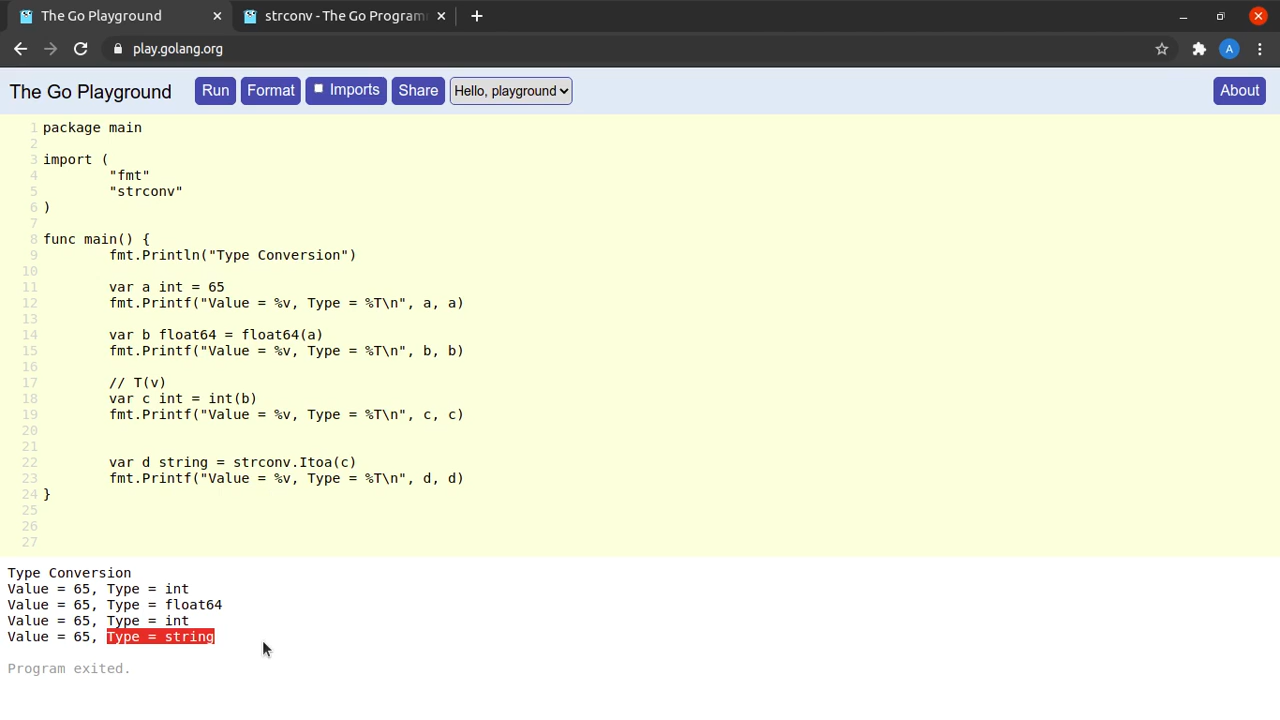 The Go Playground
strconv - The Go Program
play.golang.org
A
The Go Playground
Run
Format
Imports
Share
Hello, playground
About
1 package main
2
3 import (
4 "fmt"
5 "strconv"
6 )
7
8 func main() {
9 fmt.Println("Type Conversion")
10
11 var a int = 65
12 fmt.Printf("Value = %v, Type = %T\n", a, a)
13
14 var b float64 = float64(a)
15 fmt.Printf("Value = %v, Type = %T\n", b, b)
16
17 // T(v)
18 var c int = int(b)
19 fmt.Printf("Value = %v, Type = %T\n", c, c)
20
21
22 var d string = strconv.Itoa(c)
23 fmt.Printf("Value = %v, Type = %T\n", d, d)
24 }
25
26
27
Type Conversion
Value = 65, Type = int
Value = 65, Type = float64
Value = 65, Type = int
Value = 65, Type = string
Program exited.